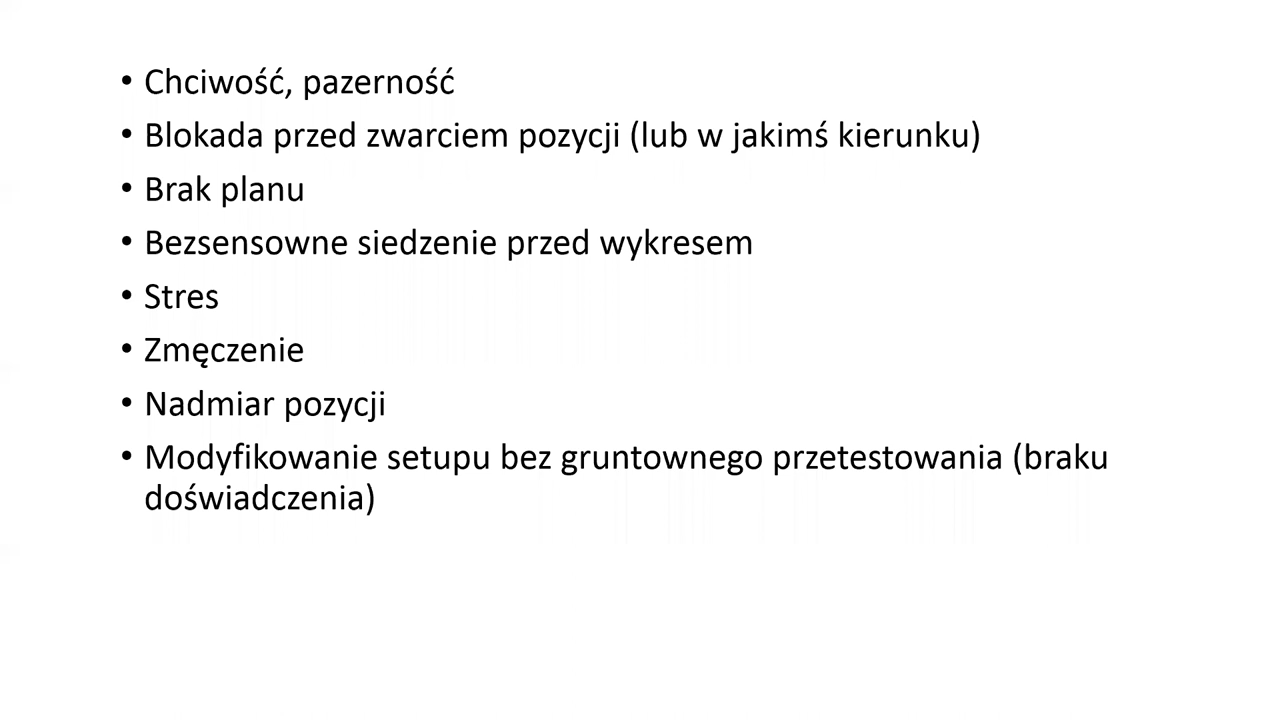 • Chciwość, pazerność
• Blokada przed zwarciem pozycji (lub w jakimś kierunku)
• Brak planu
• Bezsensowne siedzenie przed wykresem
• Stres
• Zmęczenie
• Nadmiar pozycji
• Modyfikowanie setupu bez gruntownego przetestowania (braku
doświadczenia)